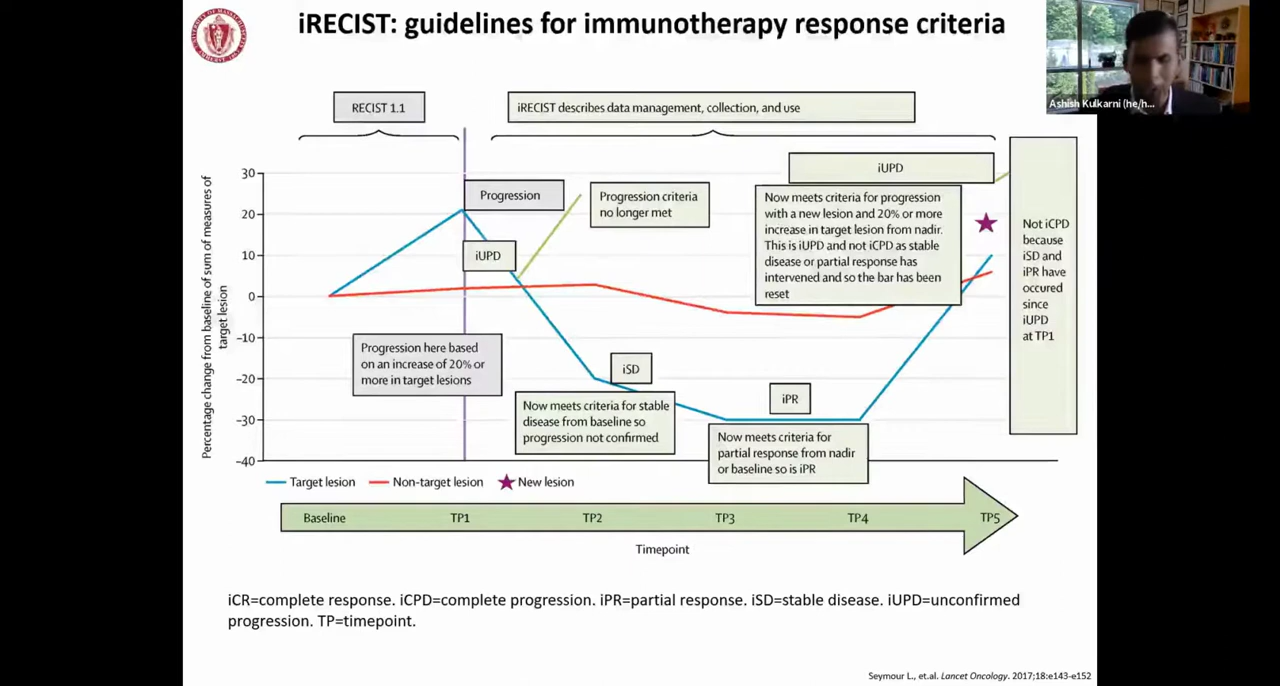 iRECIST: guidelines for immunotherapy response criteria
Ashish Kulkarni (he/h...
RECIST 1.1
iRECIST describes data management, collection, and use
Percentage change from baseline of sum of measures of
target lesion
30
20
10
0
−10
−20
−30
−40
Progression
iUPD
Progression criteria
no longer met
iUPD
Now meets criteria for progression
with a new lesion and 20% or more
increase in target lesion from nadir.
This is iUPD and not iCPD as stable
disease or partial response has
intervened and so the bar has been
reset
Not iCPD
because
iSD and
iPR have
occured
since
iUPD
at TP1
Progression here based
on an increase of 20% or
more in target lesions
iSD
Now meets criteria for stable
disease from baseline so
progression not confirmed
iPR
Now meets criteria for
partial response from nadir
or baseline so is iPR
Target lesion
Non-target lesion
New lesion
Baseline
TP1
TP2
TP3
TP4
TP5
Timepoint
iCR=complete response. iCPD=complete progression. iPR=partial response. iSD=stable disease. iUPD=unconfirmed
progression. TP=timepoint.
Seymour L., et.al. Lancet Oncology. 2017;18:e143-e152